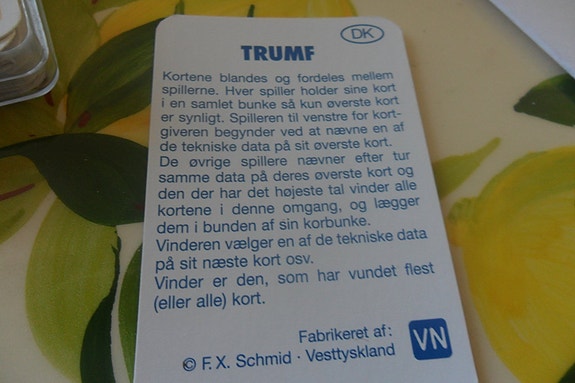 DK
TRUMF
Kortene blandes og fordeles mellem
spillerne. Hver spiller holder sine kort
i en samlet bunke så kun øverste kort
er synligt. Spilleren til venstre for kort-
giveren begynder ved at nævne en af
de tekniske data på sit øverste kort.
De øvrige spillere nævner efter tur
samme data på deres øverste kort og
den der har det højeste tal vinder alle
kortene i denne omgang, og lægger
dem i bunden af sin korbunke.
Vinderen vælger en af de tekniske data
på sit næste kort osv.
Vinder er den, som har vundet flest
(eller alle) kort.
Fabrikeret af:
© F. X. Schmid · Vesttyskland
VN